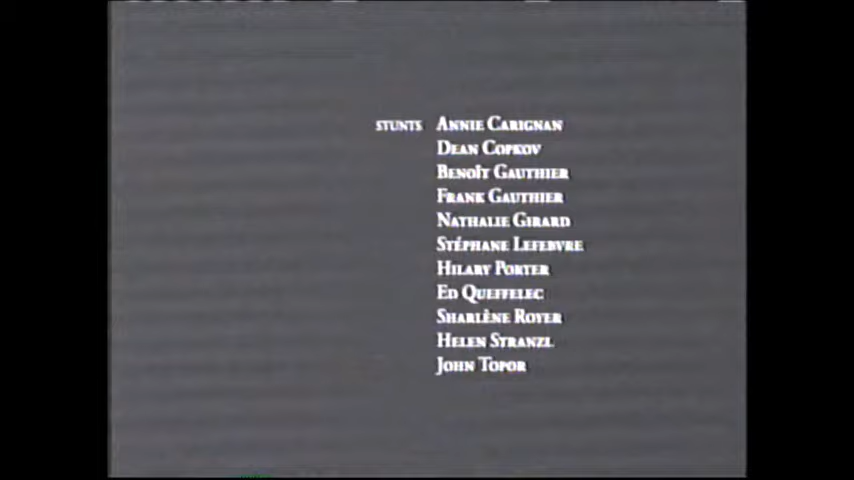 STUNTS ANNIE CARIGNAN
DEAN COPKOV
BENOÎT GAUTHIER
FRANK GAUTHIER
NATHALIE GIRARD
STÉPHANE LEFEBVRE
HILARY PORTER
ED QUEFFELEC
SHARLÈNE ROYER
HELEN STRANZL
JOHN TOPOR